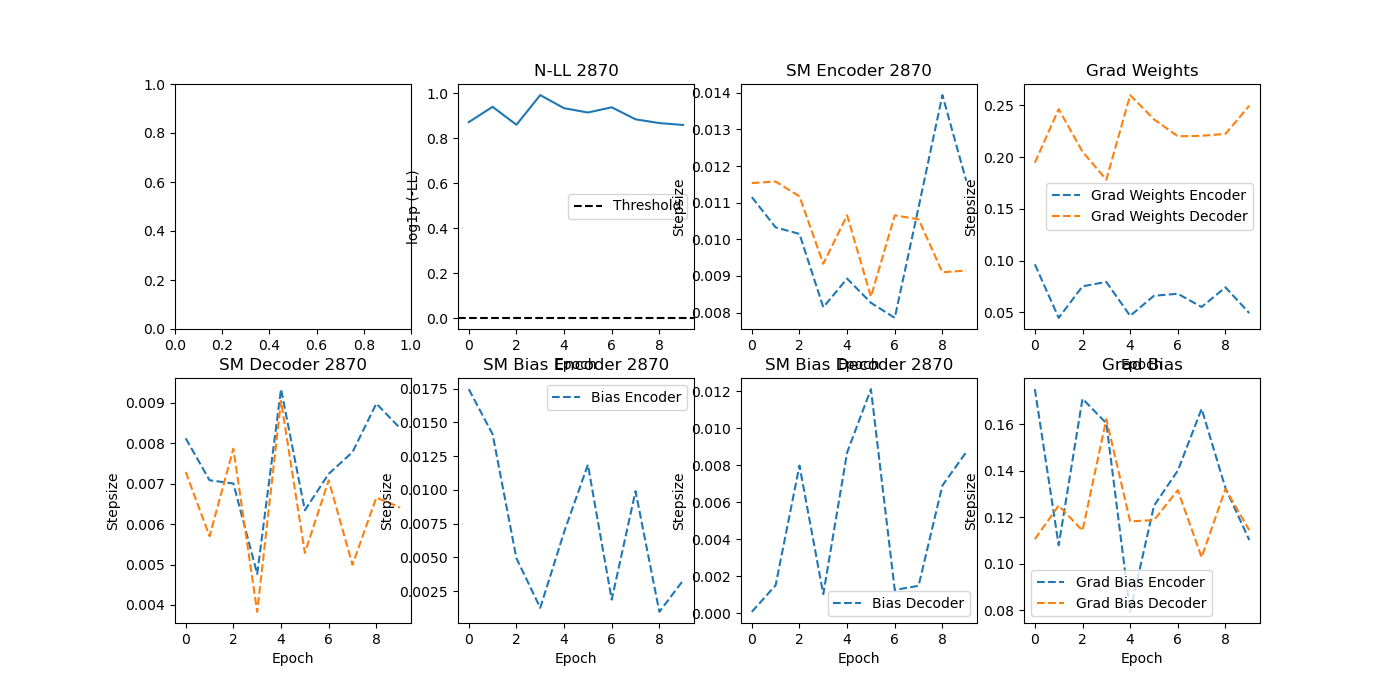 N-LL 2870
SM Encoder 2870
Grad Weights
1.0
0.8
0.6
0.4
0.2
0.0
0.0 0.2 0.4 0.6 0.8 1.0
log1p (-LL)
1.0
0.8
0.6
0.4
0.2
0.0
Threshold
0 2 4 6 8
Epoch
Stepsize
0.014
0.013
0.012
0.011
0.010
0.009
0.008
0 2 4 6 8
Epoch
Stepsize
0.25
0.20
0.15
0.10
0.05
Grad Weights Encoder
Grad Weights Decoder
0 2 4 6 8
Epoch
SM Decoder 2870
SM Bias Encoder 2870
SM Bias Decoder 2870
Grad Bias
Stepsize
0.009
0.008
0.007
0.006
0.005
0.004
0 2 4 6 8
Epoch
Stepsize
0.0175
0.0150
0.0125
0.0100
0.0075
0.0050
0.0025
Bias Encoder
0 2 4 6 8
Epoch
Stepsize
0.012
0.010
0.008
0.006
0.004
0.002
0.000
Bias Decoder
0 2 4 6 8
Epoch
Stepsize
0.16
0.14
0.12
0.10
0.08
Grad Bias Encoder
Grad Bias Decoder
0 2 4 6 8
Epoch